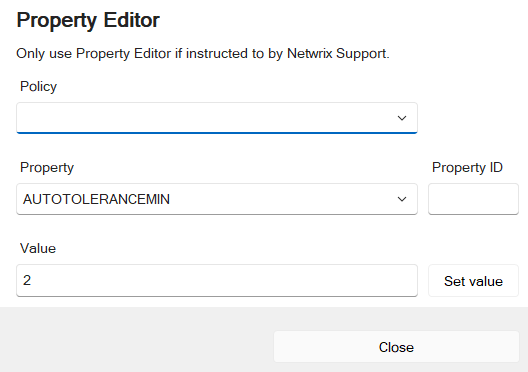 Property Editor
Only use Property Editor if instructed to by Netwrix Support.
Policy
Property
Property ID
AUTOTOLERANCEMIN
Value
2
Set value
Close